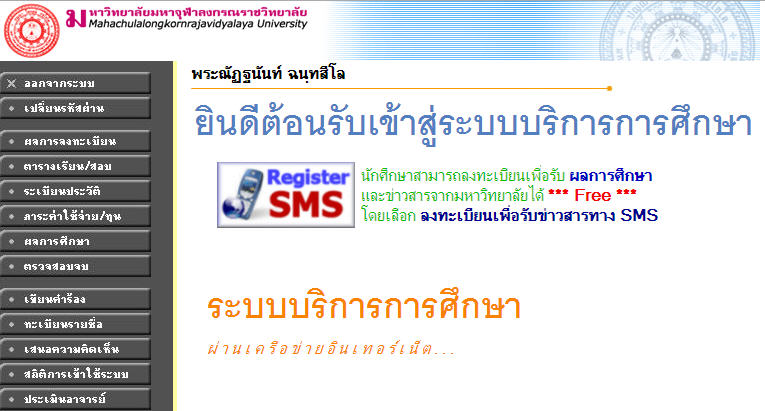 มหาวิทยาลัยมหาจุฬาลงกรณราชวิทยาลัย
Mahachulalongkornrajavidyalaya University
ออกจากระบบ
เปลี่ยนรหัสผ่าน
ผลการลงทะเบียน
ตารางเรียน/สอบ
ระเบียนประวัติ
ภาระค่าใช้จ่าย/ทุน
ผลการศึกษา
ตรวจสอบจบ
เขียนคำร้อง
ทะเบียนรายชื่อ
เสนอความคิดเห็น
สถิติการเข้าใช้ระบบ
ประเมินอาจารย์
พระณัฏฐนันท์ ฉนฺทสีโล
ยินดีต้อนรับเข้าสู่ระบบบริการการศึกษา
Register
SMS
นักศึกษาสามารถลงทะเบียนเพื่อรับ ผลการศึกษา
และข่าวสารจากมหาวิทยาลัยได้ *** Free ***
โดยเลือก ลงทะเบียนเพื่อรับข่าวสารทาง SMS
ระบบบริการการศึกษา
ผ่านเครือข่ายอินเทอร์เน็ต...